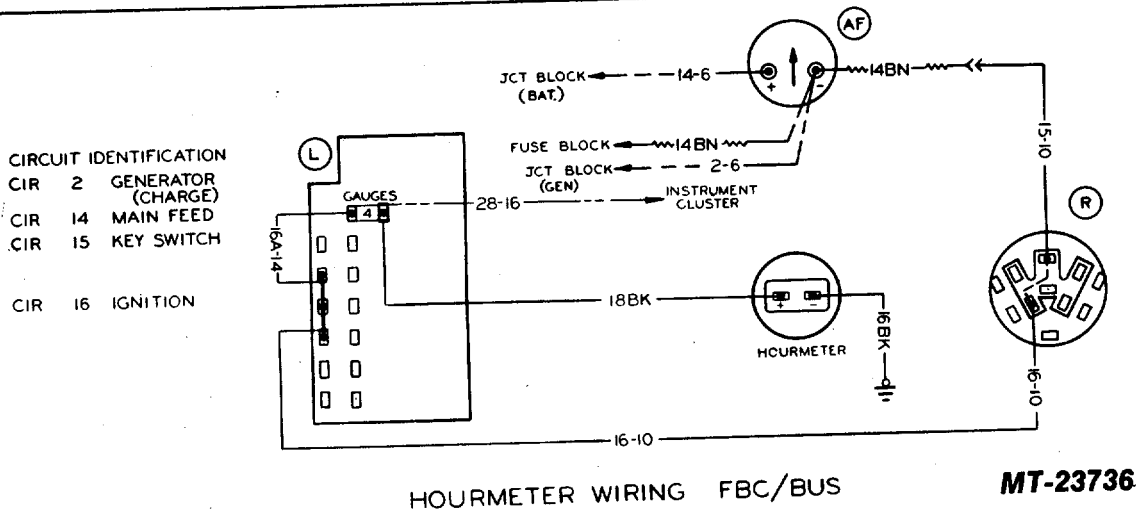 AF
JCT BLOCK
(BAT.)
14-6
14BN
+
-
FUSE BLOCK
14BN
15-10
JCT BLOCK
(GEN)
2-6
CIRCUIT IDENTIFICATION
CIR 2 GENERATOR
(CHARGE)
CIR 14 MAIN FEED
CIR 15 KEY SWITCH
CIR 16 IGNITION
L
GAUGES
4
28-16
INSTRUMENT
CLUSTER
R
16A-14
18BK
+
-
HOURMETER
16BK
16-10
16-10
HOURMETER WIRING FBC/BUS
MT-23736